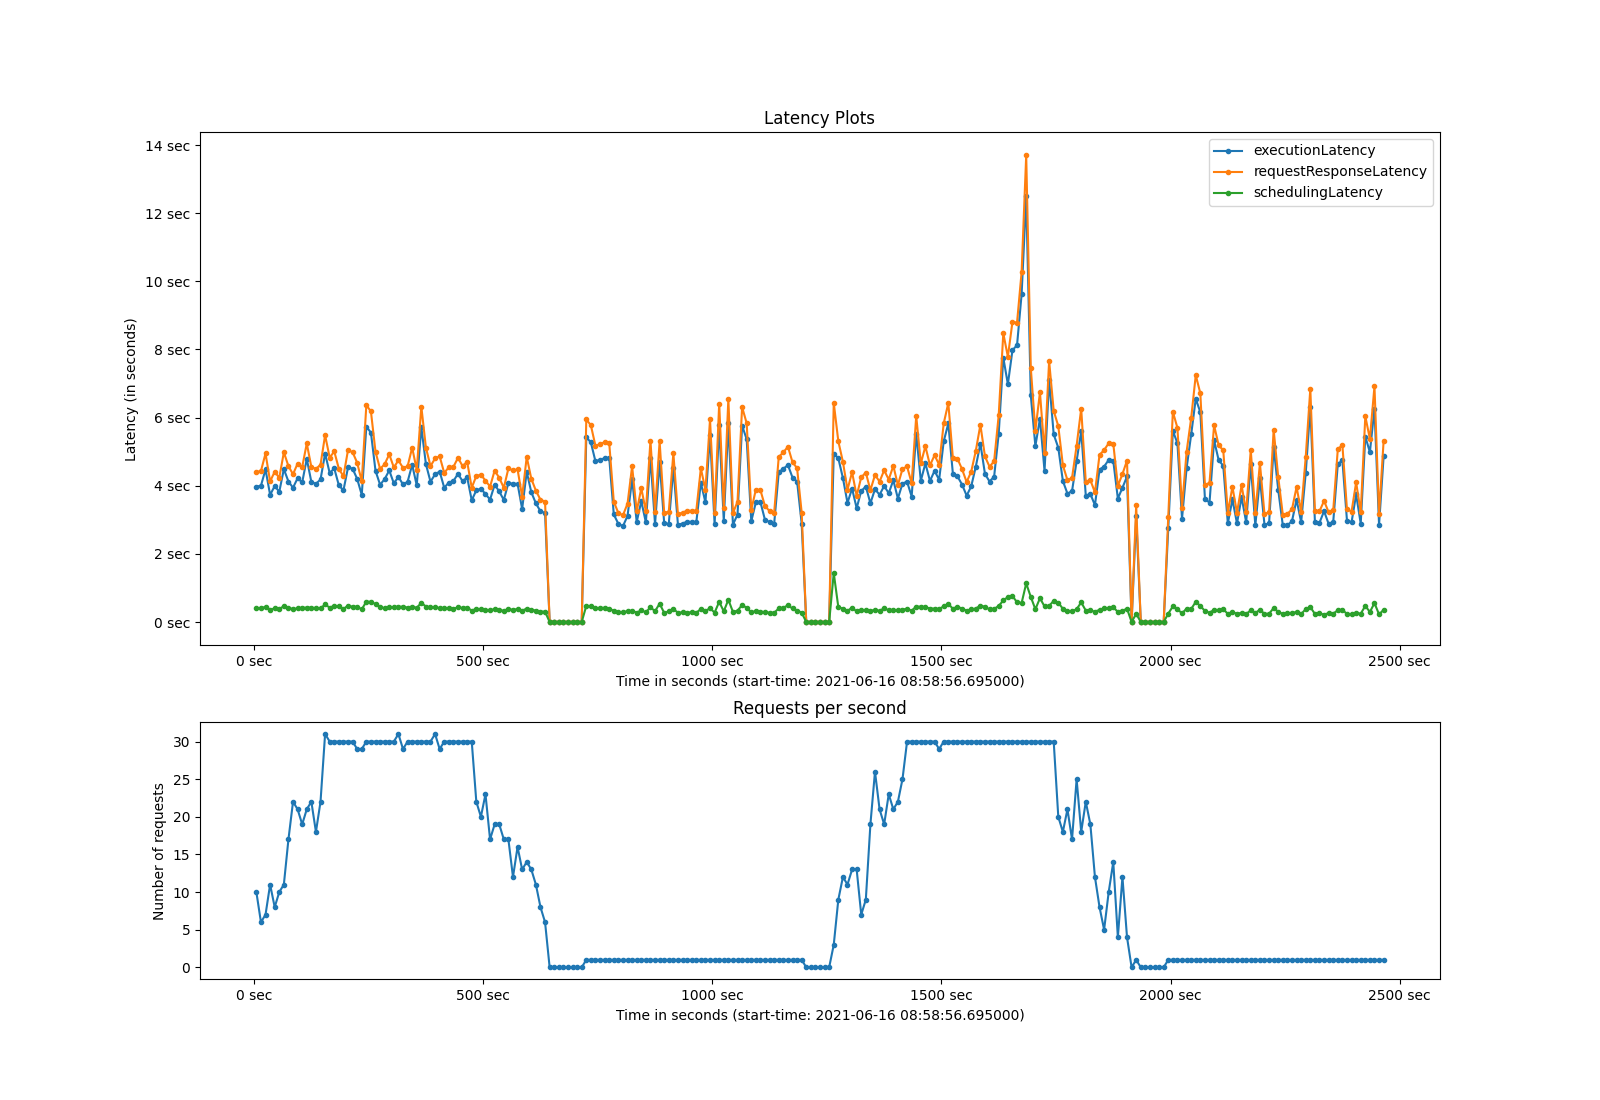 Latency Plots
14 sec
12 sec
10 sec
8 sec
6 sec
4 sec
2 sec
0 sec
Latency (in seconds)
executionLatency
requestResponseLatency
schedulingLatency
0 sec 500 sec 1000 sec 1500 sec 2000 sec 2500 sec
Time in seconds (start-time: 2021-06-16 08:58:56.695000)
Requests per second
30
25
20
15
10
5
0
Number of requests
0 sec 500 sec 1000 sec 1500 sec 2000 sec 2500 sec
Time in seconds (start-time: 2021-06-16 08:58:56.695000)